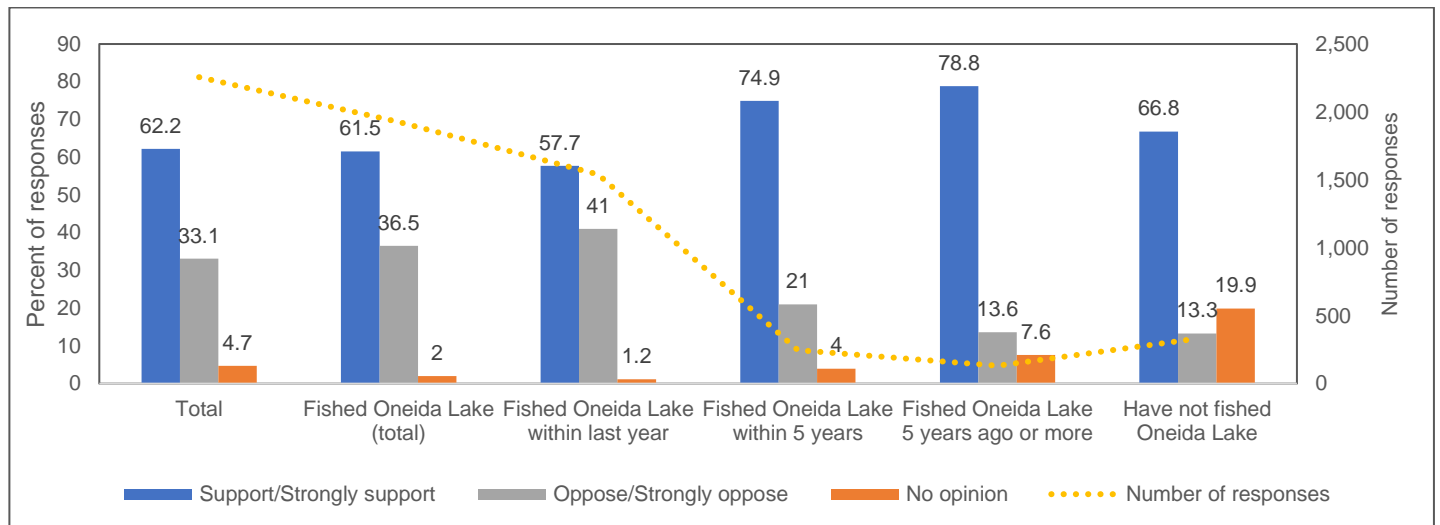 90
80
70
60
50
40
30
20
10
0
Percent of responses
2,500
2,000
1,500
1,000
500
0
Number of responses
62.2
33.1
4.7
61.5
36.5
2
57.7
41
1.2
74.9
21
4
78.8
13.6
7.6
66.8
13.3
19.9
Total
Fished Oneida Lake
(total)
Fished Oneida Lake
within last year
Fished Oneida Lake
within 5 years
Fished Oneida Lake
5 years ago or more
Have not fished
Oneida Lake
Support/Strongly support
Oppose/Strongly oppose
No opinion
Number of responses